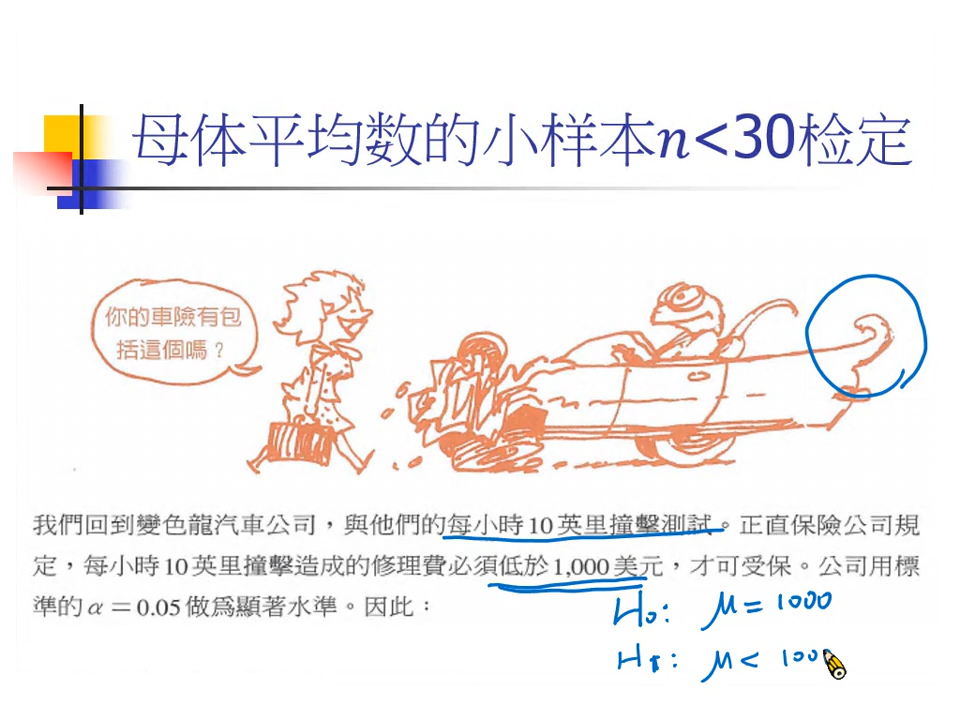 母体平均数的小样本n<30检定
你的車險有包
括這個嗎？
我們回到變色龍汽車公司，與他們的每小時10英里撞擊測試。正直保險公司規
定，每小時10英里撞擊造成的修理費必須低於1,000美元，才可受保。公司用標
準的α＝0.05做爲顯著水準。因此：
H₀: μ = 1000
H₁: μ < 100